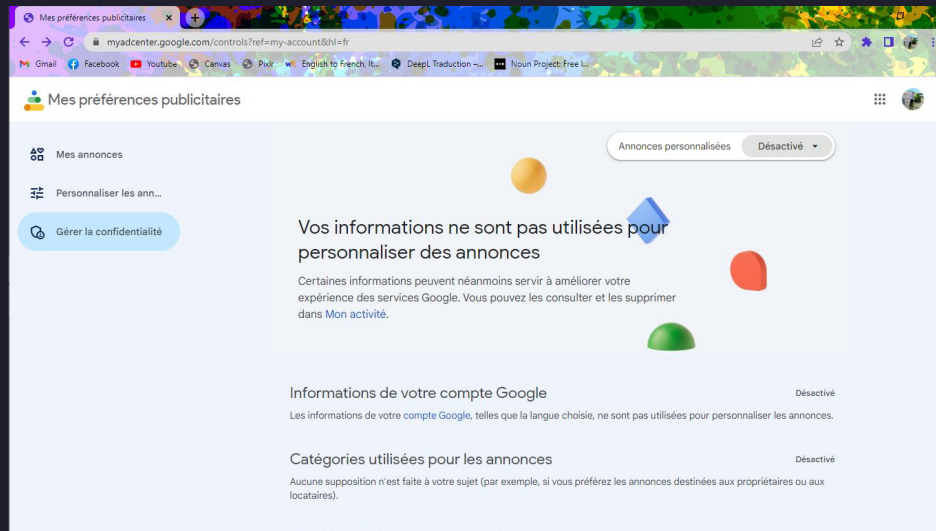 Mes préférences publicitaires
myadcenter.google.com/controls?ref=my-account&hl=fr
Gmail Facebook Youtube Canvas Pixlr English to French, It... DeepL Traduction –... Noun Project: Free I...
Mes préférences publicitaires
Annonces personnalisées Désactivé
Mes annonces
Personnaliser les ann...
Gérer la confidentialité
Vos informations ne sont pas utilisées pour
personnaliser des annonces
Certaines informations peuvent néanmoins servir à améliorer votre
expérience des services Google. Vous pouvez les consulter et les supprimer
dans Mon activité.
Informations de votre compte Google Désactivé
Les informations de votre compte Google, telles que la langue choisie, ne sont pas utilisées pour personnaliser les annonces.
Catégories utilisées pour les annonces Désactivé
Aucune supposition n'est faite à votre sujet (par exemple, si vous préférez les annonces destinées aux propriétaires ou aux
locataires).